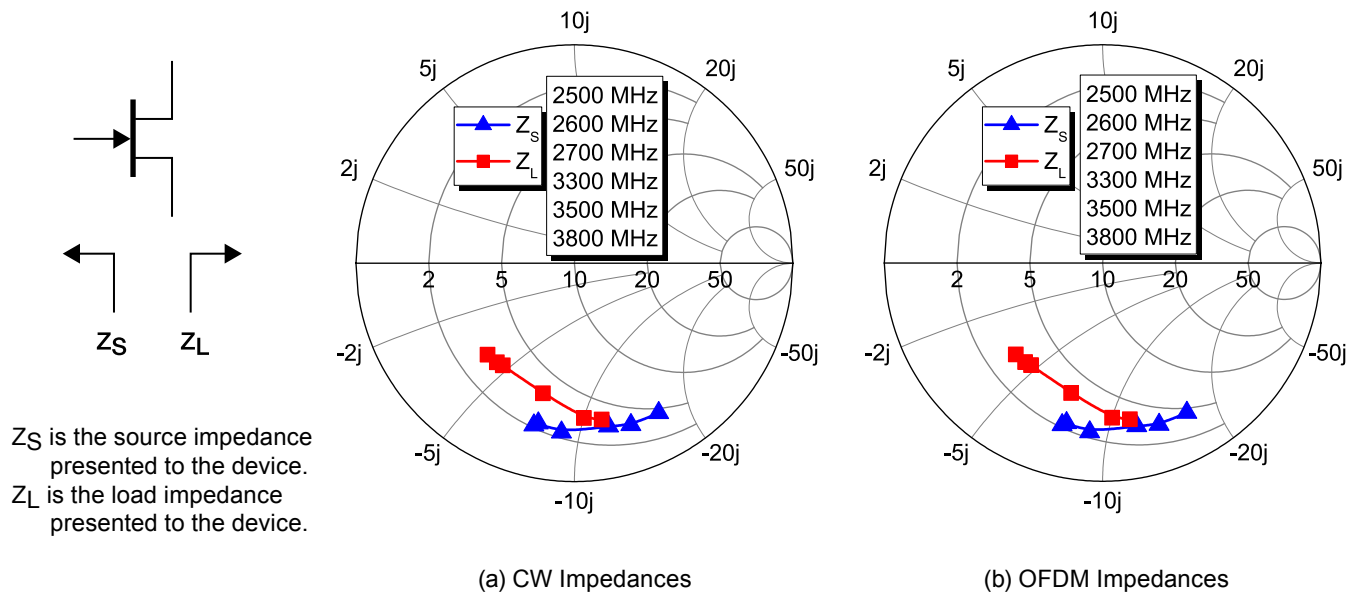 ZS
ZL
ZS is the source impedance
presented to the device.
ZL is the load impedance
presented to the device.
10j
5j
20j
2j
50j
ZS
ZL
2500 MHz
2600 MHz
2700 MHz
3300 MHz
3500 MHz
3800 MHz
2
5
10
20
50
-2j
-50j
-5j
-20j
-10j
(a) CW Impedances
10j
5j
20j
2j
50j
ZS
ZL
2500 MHz
2600 MHz
2700 MHz
3300 MHz
3500 MHz
3800 MHz
2
5
10
20
50
-2j
-50j
-5j
-20j
-10j
(b) OFDM Impedances